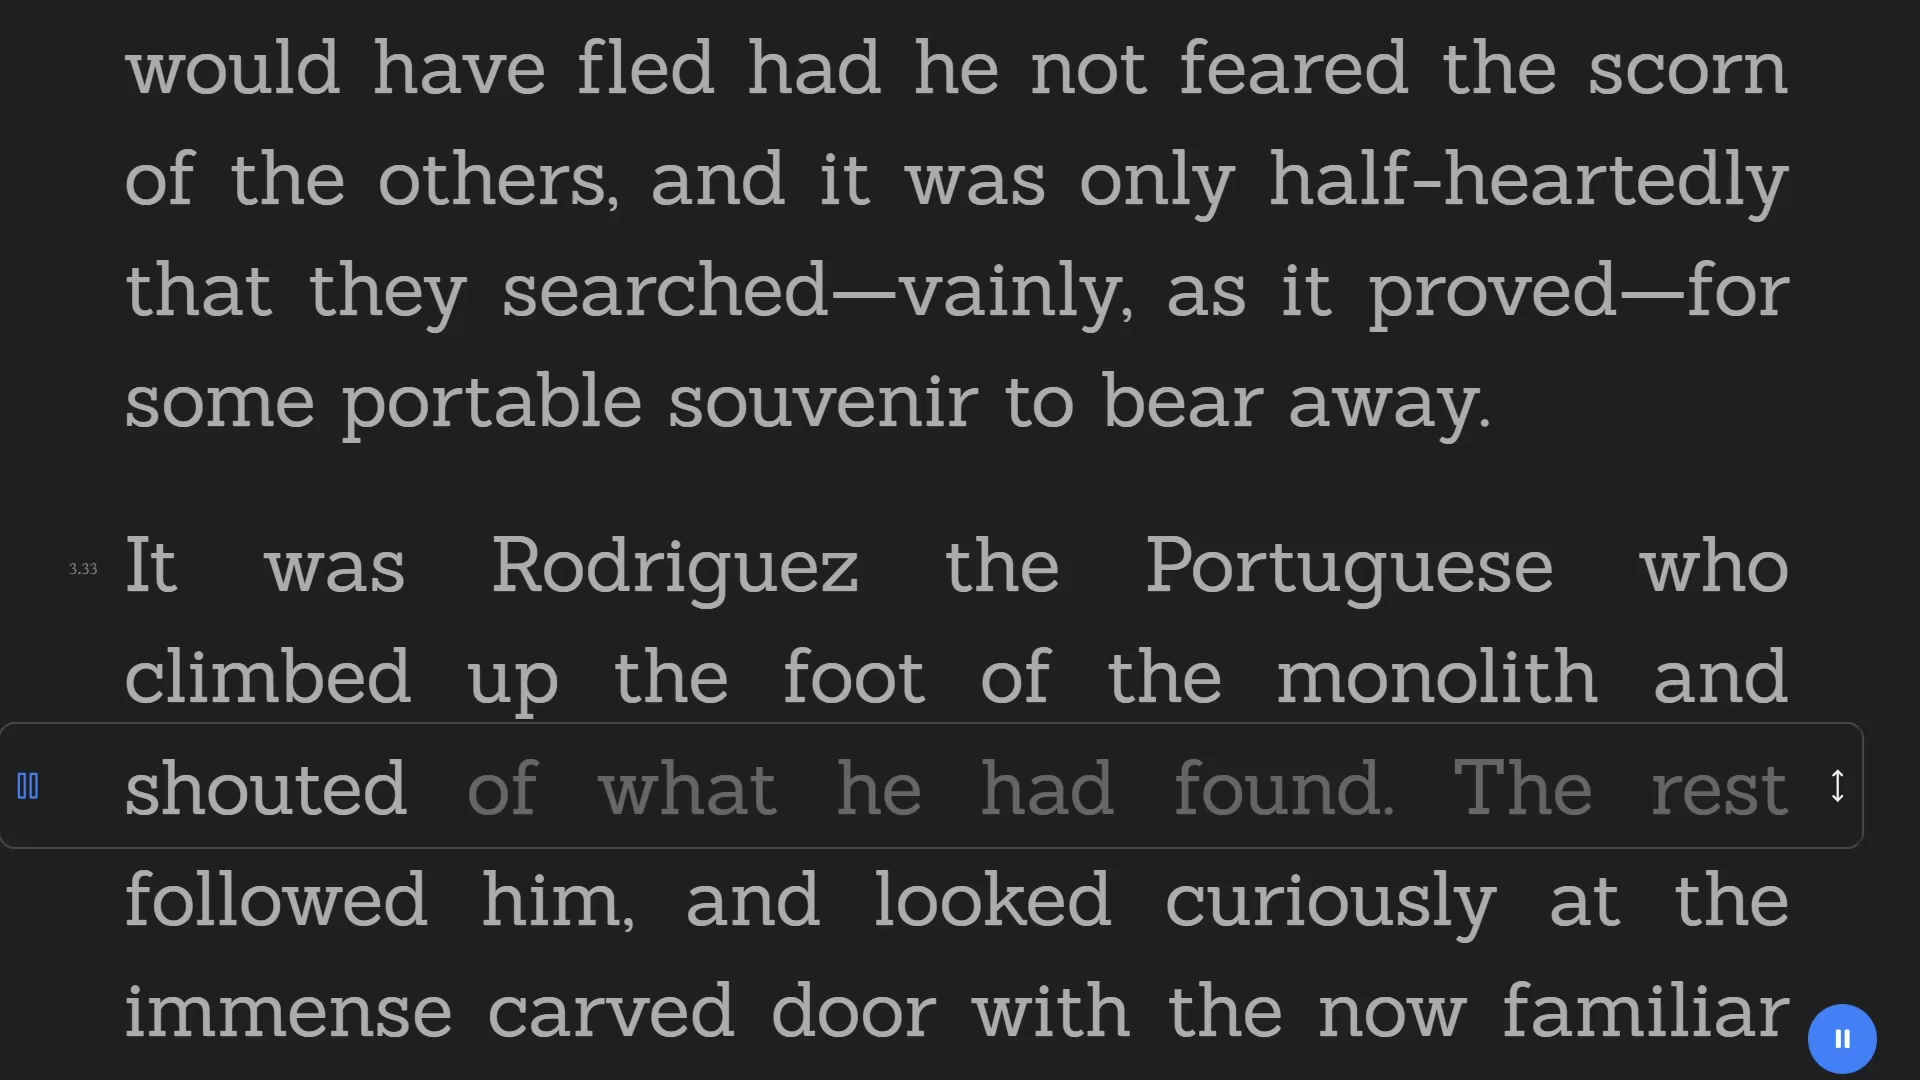 would have fled had he not feared the scorn
of the others, and it was only half-heartedly
that they searched—vainly, as it proved—for
some portable souvenir to bear away.
3.33 It was Rodriguez the Portuguese who
climbed up the foot of the monolith and
shouted of what he had found. The rest
followed him, and looked curiously at the
immense carved door with the now familiar